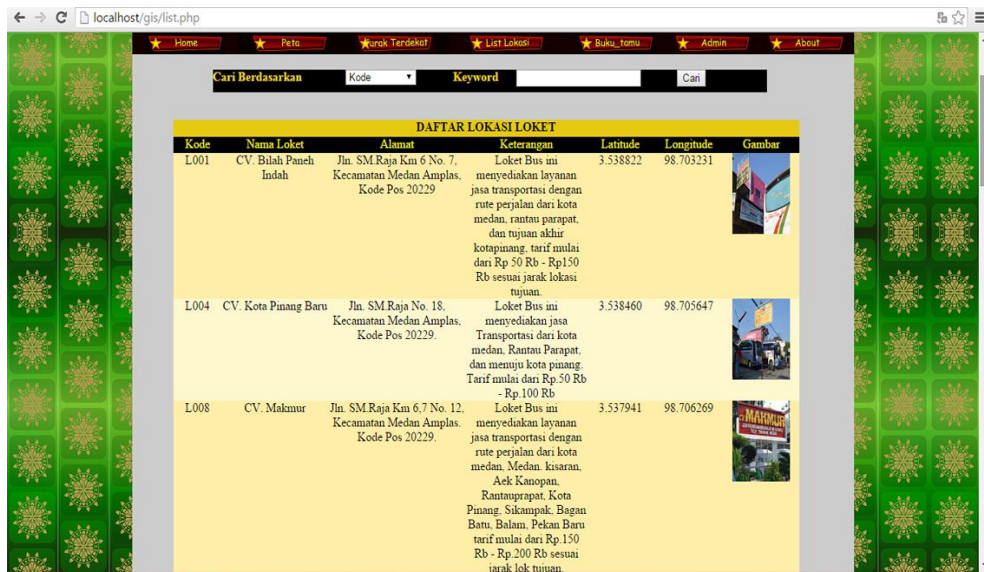 localhost/gis/list.php
Home Peta Jarak Terdekat List Lokasi Buku_tamu Admin About
Cari Berdasarkan Kode Keyword Cari
DAFTAR LOKASI LOKET
Kode Nama Loket Alamat Keterangan Latitude Longitude Gambar
L001 CV. Bilah Paneh Jln. SM.Raja Km 6 No. 7, Loket Bus ini 3.538822 98.703231
Indah Kecamatan Medan Amplas, menyediakan layanan
Kode Pos 20229 jasa transportasi dengan
rute perjalan dari kota
medan, rantau parapat,
dan tujuan akhir
kotapinang, tarif mulai
dari Rp 50 Rb - Rp150
Rb sesuai jarak lokasi
tujuan.
L004 CV. Kota Pinang Baru Jln. SM.Raja No. 18, Loket Bus ini 3.538460 98.705647
Kecamatan Medan Amplas, menyediakan jasa
Kode Pos 20229. Transportasi dari kota
medan, Rantau Parapat,
dan menuju kota pinang.
Tarif mulai dari Rp.50 Rb
- Rp.100 Rb
L008 CV. Makmur Jln. SM.Raja Km 6,7 No. 12, Loket Bus ini 3.537941 98.706269
Kecamatan Medan Amplas. menyediakan layanan
Kode Pos 20229. jasa transportasi dengan
rute perjalan dari kota
medan, Medan. kisaran,
Aek Kanopan,
Rantauprapat, Kota
Pinang, Sikampak, Bagan
Batu, Balam, Pekan Baru
tarif mulai dari Rp.150
Rb - Rp.200 Rb sesuai
jarak lok tujuan.
MAKMUR